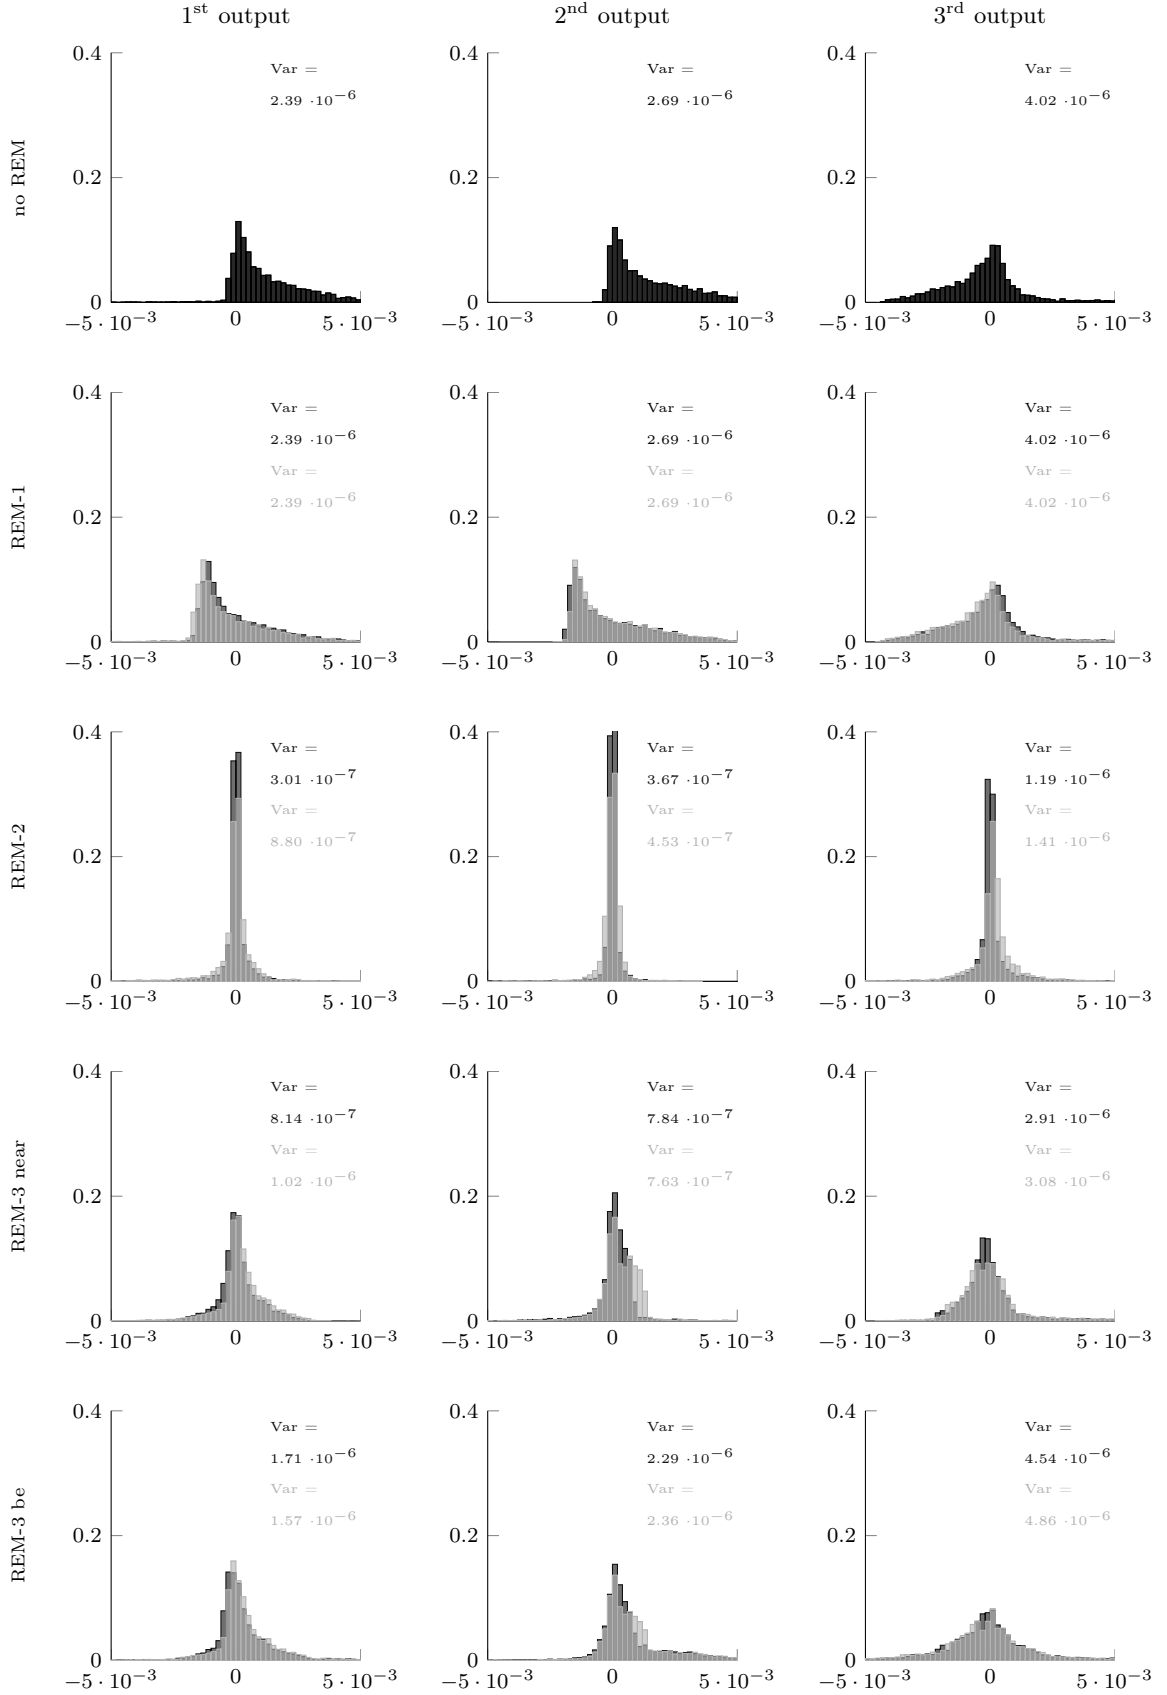 1st output 2nd output 3rd output
no REM
0.4 0.4 0.4
Var = Var = Var =
2.39 ·10−6 2.69 ·10−6 4.02 ·10−6
0.2 0.2 0.2
0 0 0
−5 · 10−3 0 5 · 10−3 −5 · 10−3 0 5 · 10−3 −5 · 10−3 0 5 · 10−3
REM-1
0.4 0.4 0.4
Var = Var = Var =
2.39 ·10−6 2.69 ·10−6 4.02 ·10−6
Var = Var = Var =
2.39 ·10−6 2.69 ·10−6 4.02 ·10−6
0.2 0.2 0.2
0 0 0
−5 · 10−3 0 5 · 10−3 −5 · 10−3 0 5 · 10−3 −5 · 10−3 0 5 · 10−3
REM-2
0.4 0.4 0.4
Var = Var = Var =
3.01 ·10−7 3.67 ·10−7 1.19 ·10−6
Var = Var = Var =
8.80 ·10−7 4.53 ·10−7 1.41 ·10−6
0.2 0.2 0.2
0 0 0
−5 · 10−3 0 5 · 10−3 −5 · 10−3 0 5 · 10−3 −5 · 10−3 0 5 · 10−3
REM-3 near
0.4 0.4 0.4
Var = Var = Var =
8.14 ·10−7 7.84 ·10−7 2.91 ·10−6
Var = Var = Var =
1.02 ·10−6 7.63 ·10−7 3.08 ·10−6
0.2 0.2 0.2
0 0 0
−5 · 10−3 0 5 · 10−3 −5 · 10−3 0 5 · 10−3 −5 · 10−3 0 5 · 10−3
REM-3 be
0.4 0.4 0.4
Var = Var = Var =
1.71 ·10−6 2.29 ·10−6 4.54 ·10−6
Var = Var = Var =
1.57 ·10−6 2.36 ·10−6 4.86 ·10−6
0.2 0.2 0.2
0 0 0
−5 · 10−3 0 5 · 10−3 −5 · 10−3 0 5 · 10−3 −5 · 10−3 0 5 · 10−3